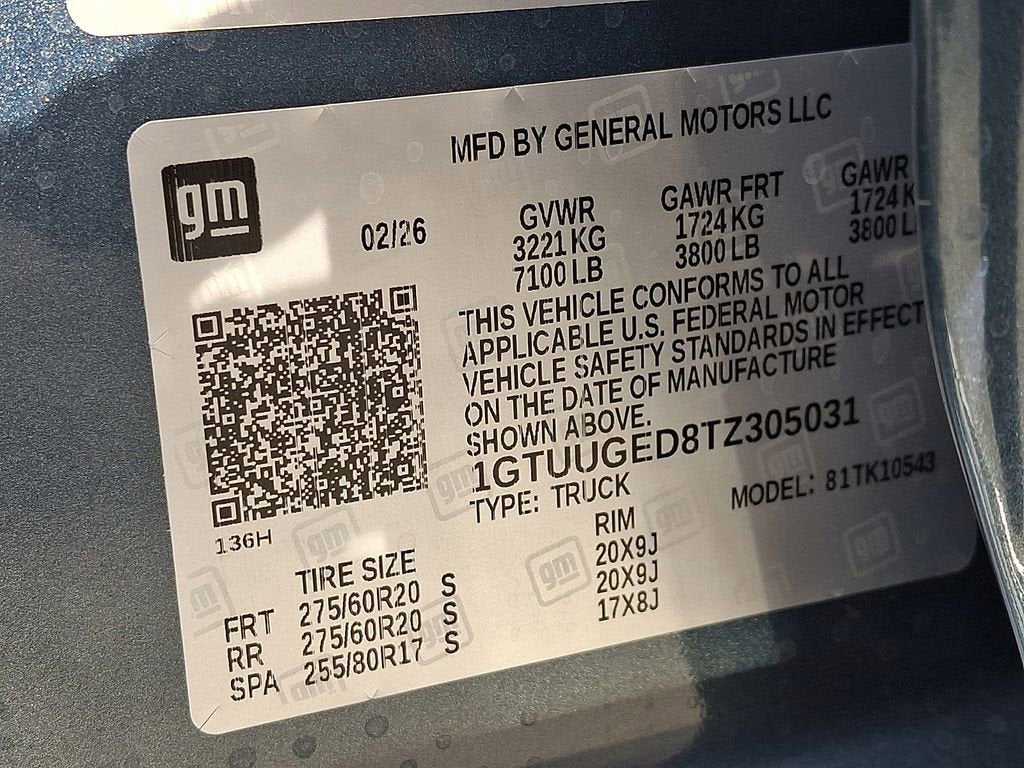 gm
MFD BY GENERAL MOTORS LLC
02/26
GVWR GAWR FRT GAWR
3221 KG 1724 KG 1724 K
7100 LB 3800 LB 3800 L
THIS VEHICLE CONFORMS TO ALL
APPLICABLE U.S. FEDERAL MOTOR
VEHICLE SAFETY STANDARDS IN EFFECT
ON THE DATE OF MANUFACTURE
SHOWN ABOVE.
1GTUUGED8TZ305031
TYPE: TRUCK MODEL: 81TK10543
136H
TIRE SIZE RIM
FRT 275/60R20 S 20X9J
RR 275/60R20 S 20X9J
SPA 255/80R17 S 17X8J